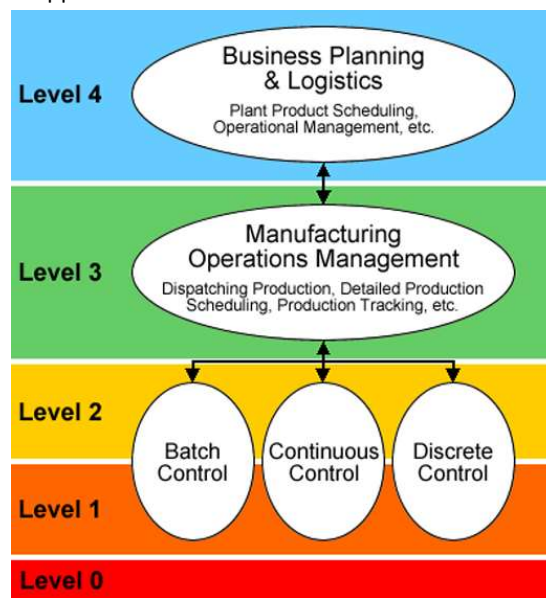 Level 4
Business Planning
& Logistics
Plant Product Scheduling,
Operational Management, etc.
Level 3
Manufacturing
Operations Management
Dispatching Production, Detailed Production
Scheduling, Production Tracking, etc.
Level 2
Batch
Control
Continuous
Control
Discrete
Control
Level 1
Level 0